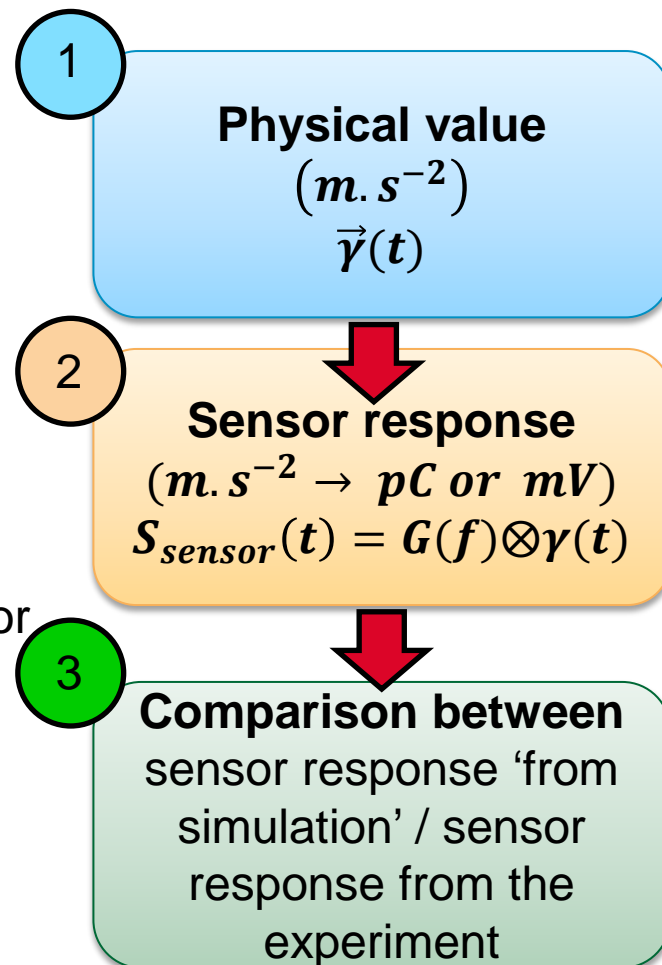 1
Physical value
(m.s⁻²)
γ⃗(t)
2
Sensor response
(m.s⁻² → pC or mV)
S_sensor(t) = G(f)⊗γ(t)
or
3
Comparison between
sensor response ‘from
simulation’ / sensor
response from the
experiment